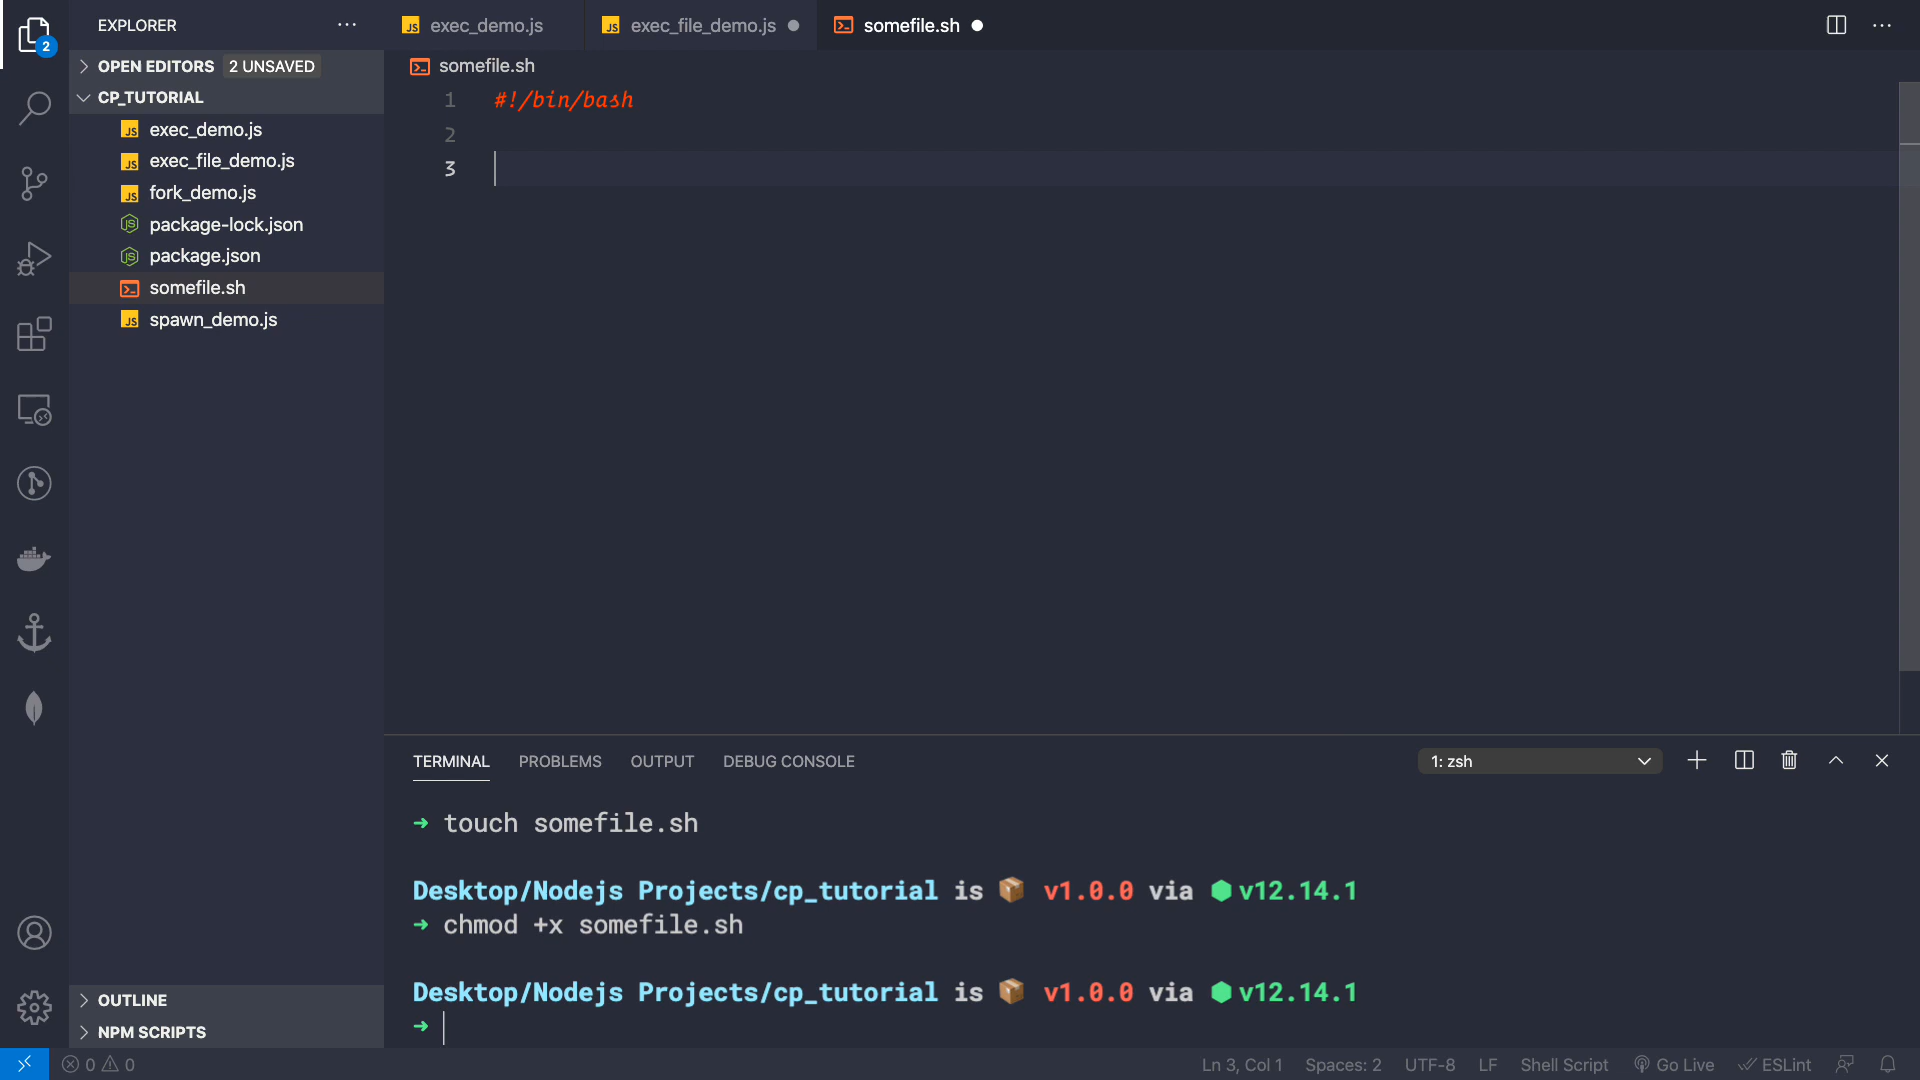 EXPLORER
exec_demo.js
exec_file_demo.js
somefile.sh
2
OPEN EDITORS 2 UNSAVED
somefile.sh
CP_TUTORIAL
exec_demo.js
exec_file_demo.js
fork_demo.js
package-lock.json
package.json
somefile.sh
spawn_demo.js
1 #!/bin/bash
2
3
TERMINAL PROBLEMS OUTPUT DEBUG CONSOLE
1: zsh
➜ touch somefile.sh
Desktop/Nodejs Projects/cp_tutorial is 📦 v1.0.0 via ⬢ v12.14.1
➜ chmod +x somefile.sh
Desktop/Nodejs Projects/cp_tutorial is 📦 v1.0.0 via ⬢ v12.14.1
➜
OUTLINE
NPM SCRIPTS
0 0
Ln 3, Col 1 Spaces: 2 UTF-8 LF Shell Script Go Live ESLint